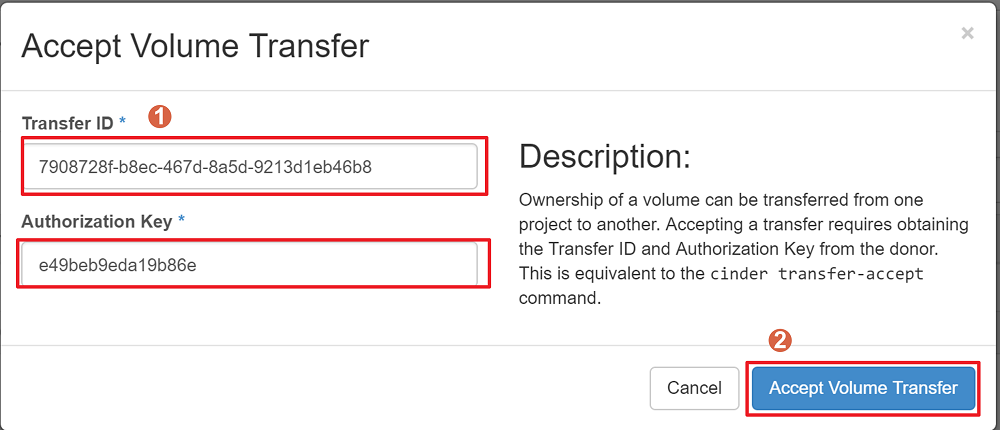 Accept Volume Transfer
×
Transfer ID *
1
7908728f-b8ec-467d-8a5d-9213d1eb46b8
Authorization Key *
e49beb9eda19b86e
Description:
Ownership of a volume can be transferred from one
project to another. Accepting a transfer requires obtaining
the Transfer ID and Authorization Key from the donor.
This is equivalent to the cinder transfer-accept
command.
2
Cancel
Accept Volume Transfer